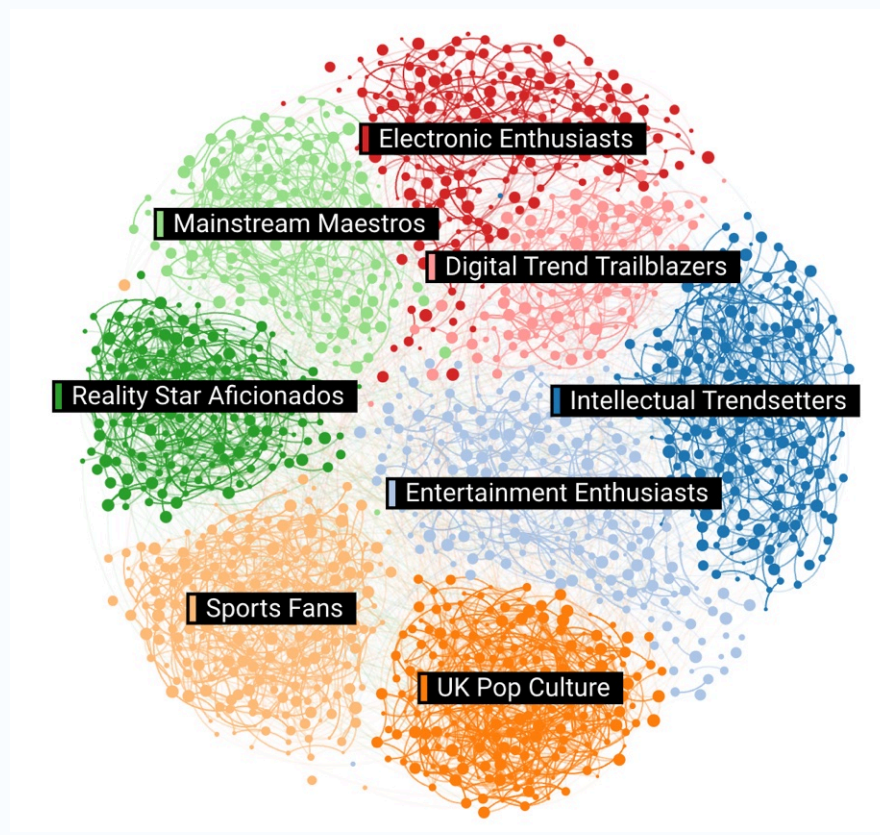 Electronic Enthusiasts
Mainstream Maestros
Digital Trend Trailblazers
Reality Star Aficionados
Intellectual Trendsetters
Entertainment Enthusiasts
Sports Fans
UK Pop Culture